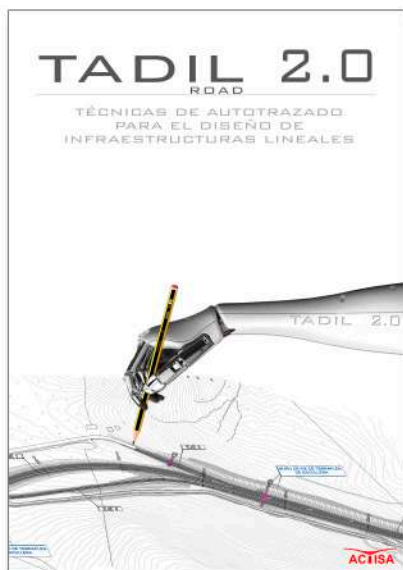 TADIL 2.0
ROAD
TÉCNICAS DE AUTOTRAZADO
PARA EL DISEÑO DE
INFRAESTRUCTURAS LINEALES
TADIL 2.0
ACTISA